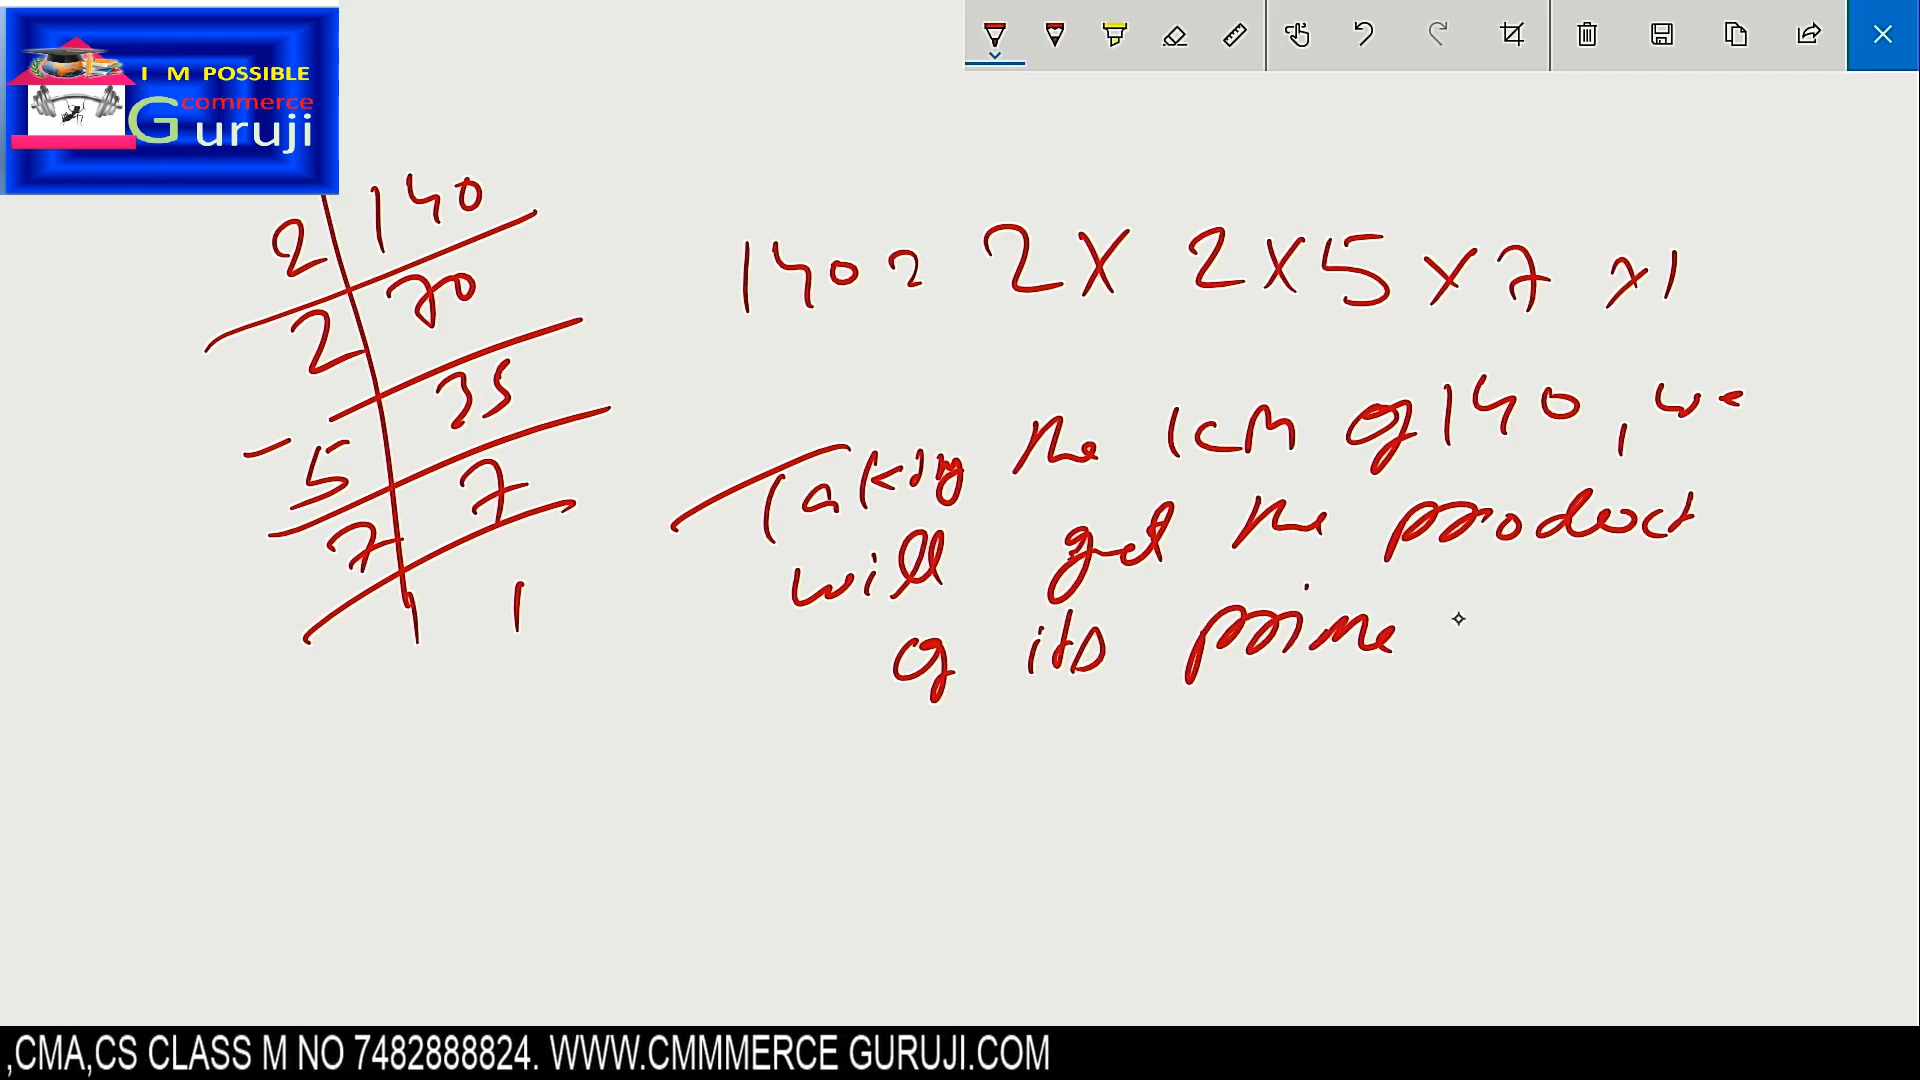 I M POSSIBLE
commerce
Guruji
2 140
2 70
5 35
7 7
1 1
140 = 2 X 2 X 5 X 7 x 1
Taking the LCM of 140, we
will get the product
of its prime
,CMA,CS CLASS M NO 7482888824. WWW.CMMMERCE GURUJI.COM